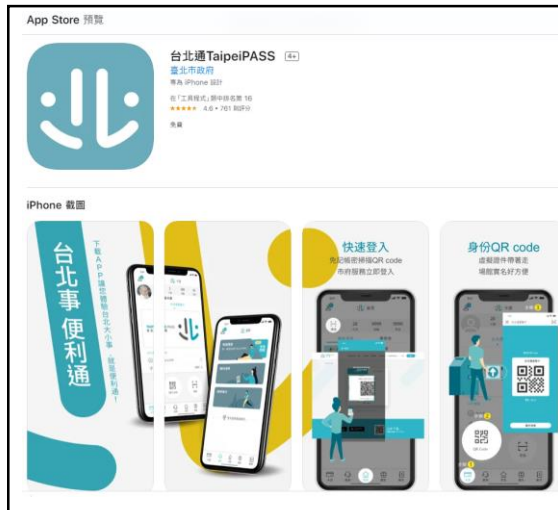 App Store 預覽
台北通TaipeiPASS 4+
臺北市政府
專為 iPhone 設計
在「工具程式」類中排名第 16
★★★★★ 4.6 • 761 則評分
免費
iPhone 截圖
台北事 便利通
下載APP讓您體驗台北大小事,就是便利通!
快速登入
免記帳密掃描QR code
市府服務立即登入
身份QR code
虛擬證件帶著走
場館實名好方便
QR Code